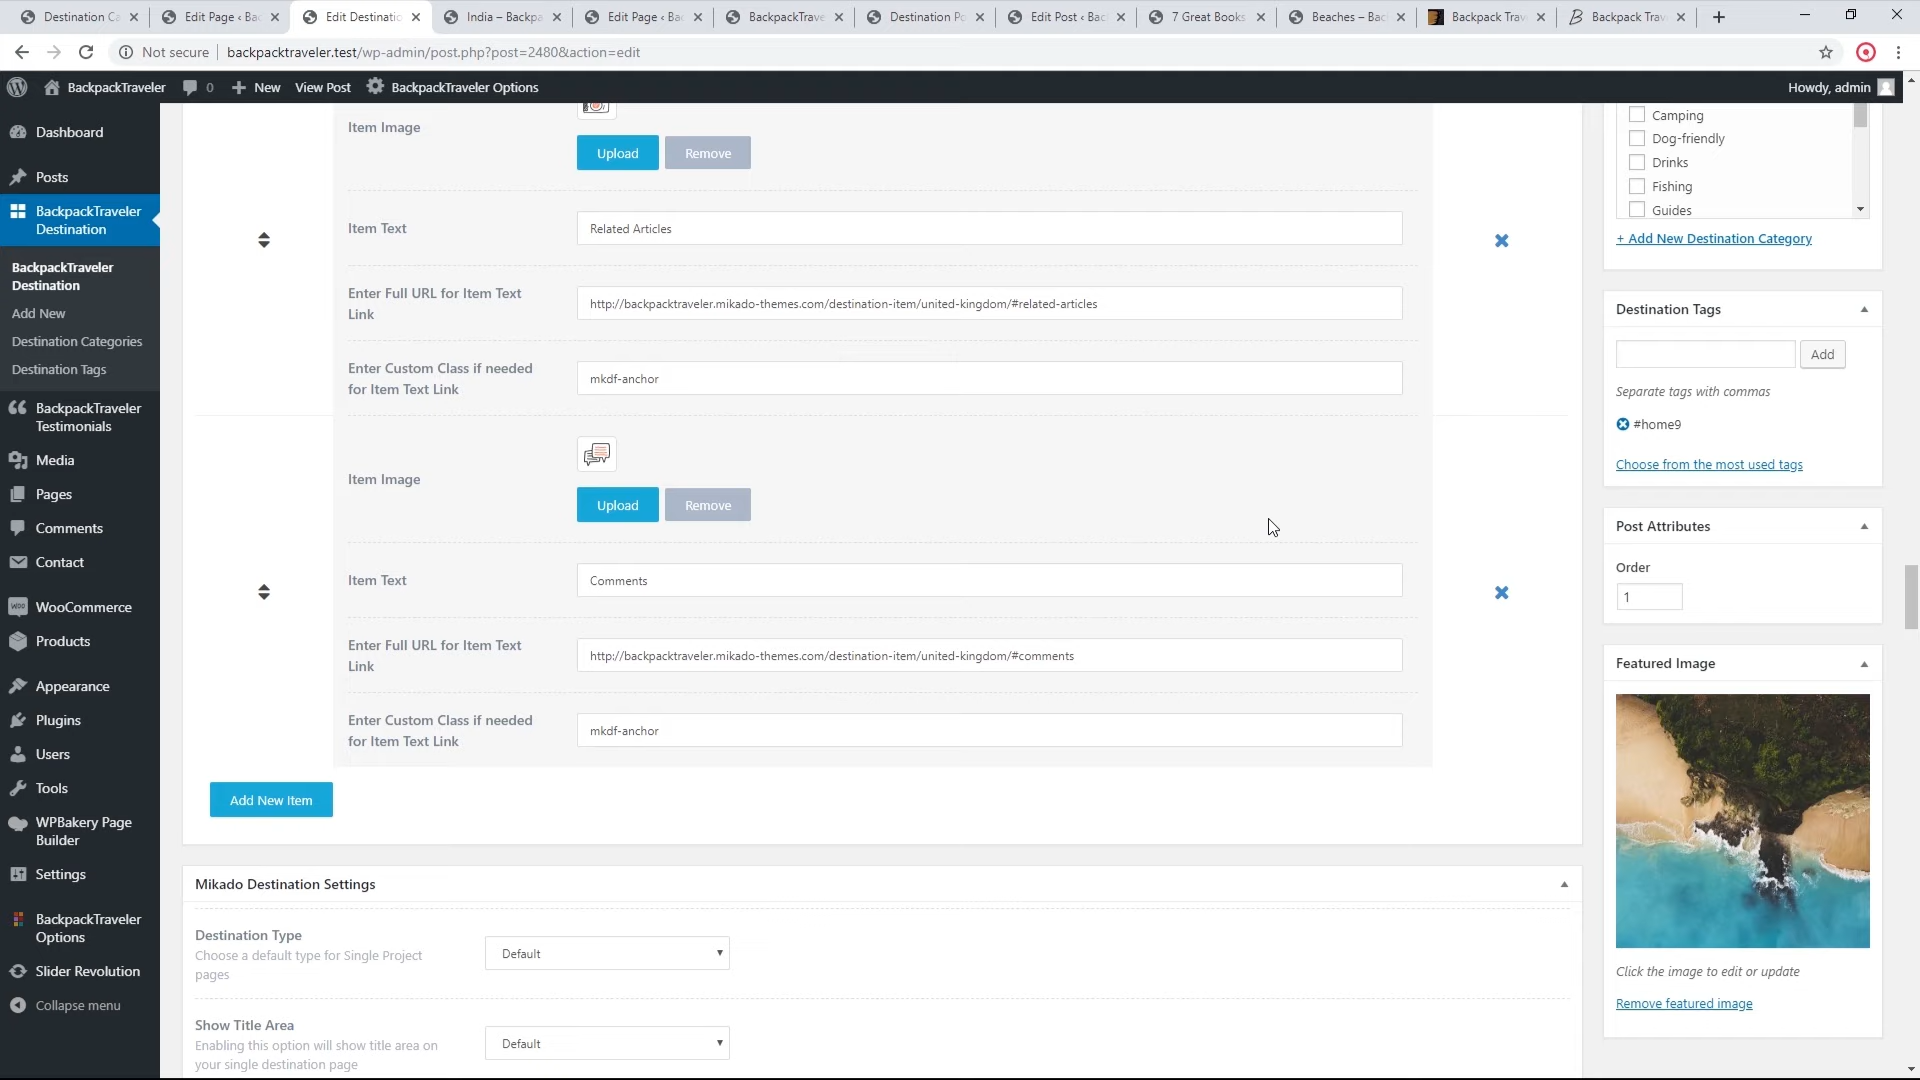 Destination Ca
Edit Page ‹ Bac
Edit Destinatio
India – Backpa
Edit Page ‹ Bac
BackpackTrave
Destination Po
Edit Post ‹ Bac
7 Great Books
Beaches – Bac
Backpack Trav
Backpack Trav
Not secure
backpacktraveler.test/wp-admin/post.php?post=2480&action=edit
BackpackTraveler
0
New
View Post
BackpackTraveler Options
Howdy, admin
Dashboard
Posts
BackpackTraveler
Destination
BackpackTraveler
Destination
Add New
Destination Categories
Destination Tags
BackpackTraveler
Testimonials
Media
Pages
Comments
Contact
WooCommerce
Products
Appearance
Plugins
Users
Tools
WPBakery Page
Builder
Settings
BackpackTraveler
Options
Slider Revolution
Collapse menu
Item Image
Upload
Remove
Item Text
Related Articles
Enter Full URL for Item Text
Link
http://backpacktraveler.mikado-themes.com/destination-item/united-kingdom/#related-articles
Enter Custom Class if needed
for Item Text Link
mkdf-anchor
Item Image
Upload
Remove
Item Text
Comments
Enter Full URL for Item Text
Link
http://backpacktraveler.mikado-themes.com/destination-item/united-kingdom/#comments
Enter Custom Class if needed
for Item Text Link
mkdf-anchor
Add New Item
Mikado Destination Settings
Destination Type
Choose a default type for Single Project
pages
Default
Show Title Area
Enabling this option will show title area on
your single destination page
Default
Camping
Dog-friendly
Drinks
Fishing
Guides
+ Add New Destination Category
Destination Tags
Add
Separate tags with commas
#home9
Choose from the most used tags
Post Attributes
Order
1
Featured Image
Click the image to edit or update
Remove featured image